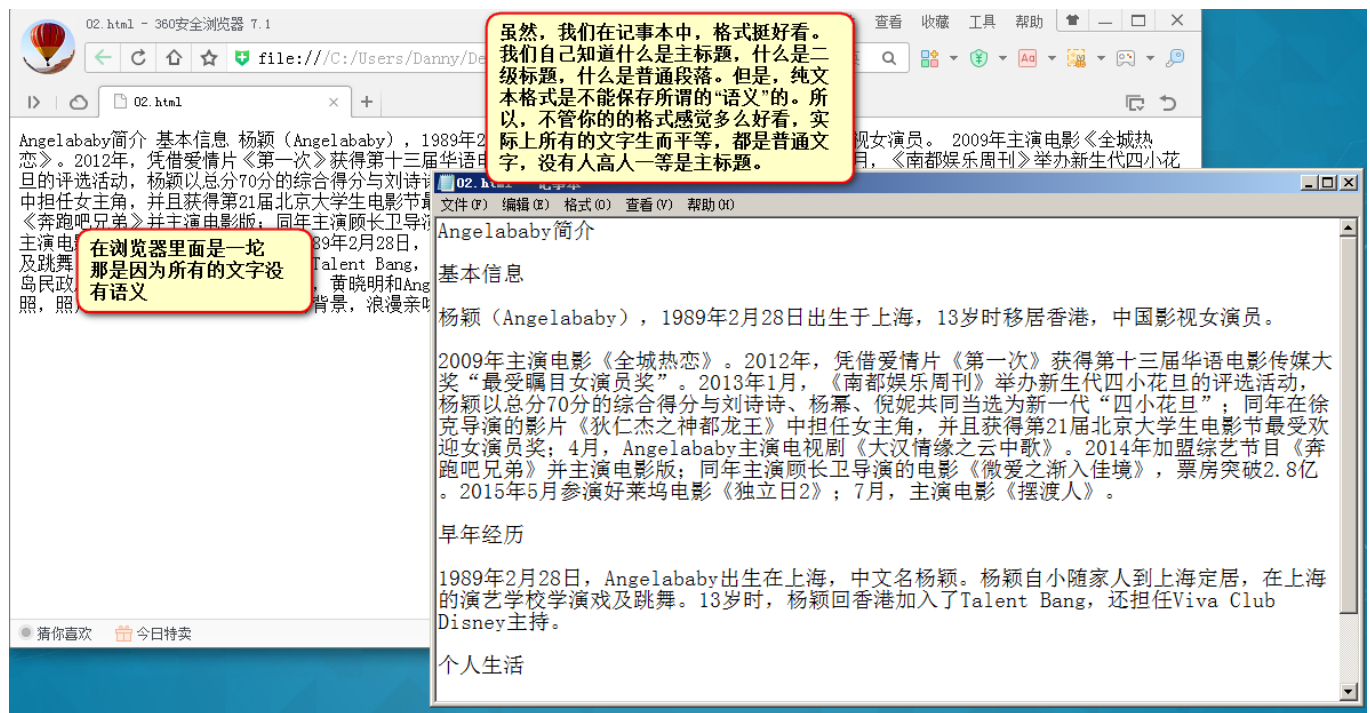 02.html - 360安全浏览器 7.1
查看 收藏 工具 帮助
file:///C:/Users/Danny/De
02.html
虽然，我们在记事本中，格式挺好看。
我们自己知道什么是主标题，什么是二
级标题，什么是普通段落。但是，纯文
本格式是不能保存所谓的“语义”的。所
以，不管你的的格式感觉多么好看，实
际上所有的文字生而平等，都是普通文
字，没有人高人一等是主标题。
Angelababy简介 基本信息 杨颖（Angelababy），1989年2
视女演员。 2009年主演电影《全城热
恋》。2012年，凭借爱情片《第一次》获得第十三届华语电
月，《南都娱乐周刊》举办新生代四小花
旦的评选活动，杨颖以总分70分的综合得分与刘诗诗
中担任女主角，并且获得第21届北京大学生电影节最
《奔跑吧兄弟》并主演电影版；同年主演顾长卫导演
主演电
89年2月28日，
及跳舞
Talent Bang，
岛民政
，黄晓明和Ang
照，照
背景，浪漫亲吻
在浏览器里面是一坨
那是因为所有的文字没
有语义
猜你喜欢 今日特卖
02.html - 记事本
文件(F) 编辑(E) 格式(O) 查看(V) 帮助(H)
Angelababy简介
基本信息
杨颖（Angelababy），1989年2月28日出生于上海，13岁时移居香港，中国影视女演员。
2009年主演电影《全城热恋》。2012年，凭借爱情片《第一次》获得第十三届华语电影传媒大
奖“最受瞩目女演员奖”。2013年1月，《南都娱乐周刊》举办新生代四小花旦的评选活动，
杨颖以总分70分的综合得分与刘诗诗、杨幂、倪妮共同当选为新一代“四小花旦”；同年在徐
克导演的影片《狄仁杰之神都龙王》中担任女主角，并且获得第21届北京大学生电影节最受欢
迎女演员奖；4月，Angelababy主演电视剧《大汉情缘之云中歌》。2014年加盟综艺节目《奔
跑吧兄弟》并主演电影版；同年主演顾长卫导演的电影《微爱之渐入佳境》，票房突破2.8亿
。2015年5月参演好莱坞电影《独立日2》；7月，主演电影《摆渡人》。
早年经历
1989年2月28日，Angelababy出生在上海，中文名杨颖。杨颖自小随家人到上海定居，在上海
的演艺学校学演戏及跳舞。13岁时，杨颖回香港加入了Talent Bang，还担任Viva Club
Disney主持。
个人生活